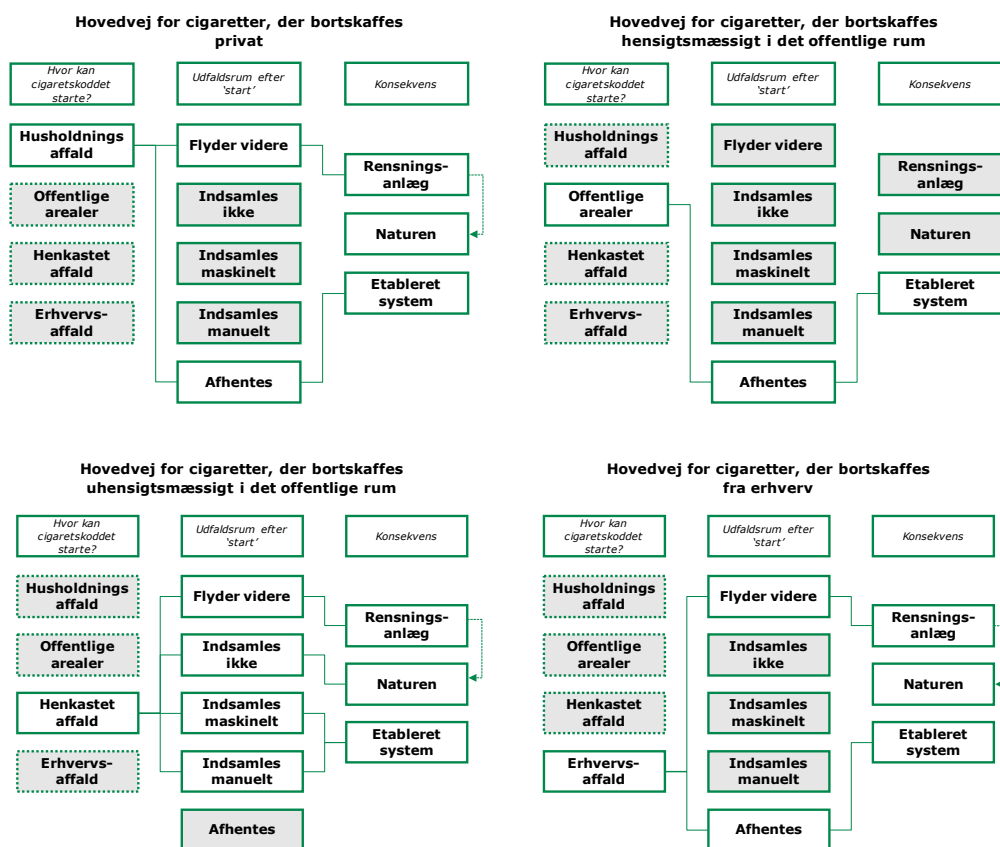 Hovedvej for cigaretter, der bortskaffes
privat
Hvor kan
cigaretskoddet
starte?
Udfaldsrum efter
‘start’
Konsekvens
Husholdnings
affald
Offentlige
arealer
Henkastet
affald
Erhvervs-
affald
Flyder videre
Indsamles
ikke
Indsamles
maskinelt
Indsamles
manuelt
Afhentes
Rensnings-
anlæg
Naturen
Etableret
system
Hovedvej for cigaretter, der bortskaffes
hensigtsmæssigt i det offentlige rum
Hvor kan
cigaretskoddet
starte?
Udfaldsrum efter
‘start’
Konsekvens
Husholdnings
affald
Offentlige
arealer
Henkastet
affald
Erhvervs-
affald
Flyder videre
Indsamles
ikke
Indsamles
maskinelt
Indsamles
manuelt
Afhentes
Rensnings-
anlæg
Naturen
Etableret
system
Hovedvej for cigaretter, der bortskaffes
uhensigtsmæssigt i det offentlige rum
Hvor kan
cigaretskoddet
starte?
Udfaldsrum efter
‘start’
Konsekvens
Husholdnings
affald
Offentlige
arealer
Henkastet
affald
Erhvervs-
affald
Flyder videre
Indsamles
ikke
Indsamles
maskinelt
Indsamles
manuelt
Afhentes
Rensnings-
anlæg
Naturen
Etableret
system
Hovedvej for cigaretter, der bortskaffes
fra erhverv
Hvor kan
cigaretskoddet
starte?
Udfaldsrum efter
‘start’
Konsekvens
Husholdnings
affald
Offentlige
arealer
Henkastet
affald
Erhvervs-
affald
Flyder videre
Indsamles
ikke
Indsamles
maskinelt
Indsamles
manuelt
Afhentes
Rensnings-
anlæg
Naturen
Etableret
system